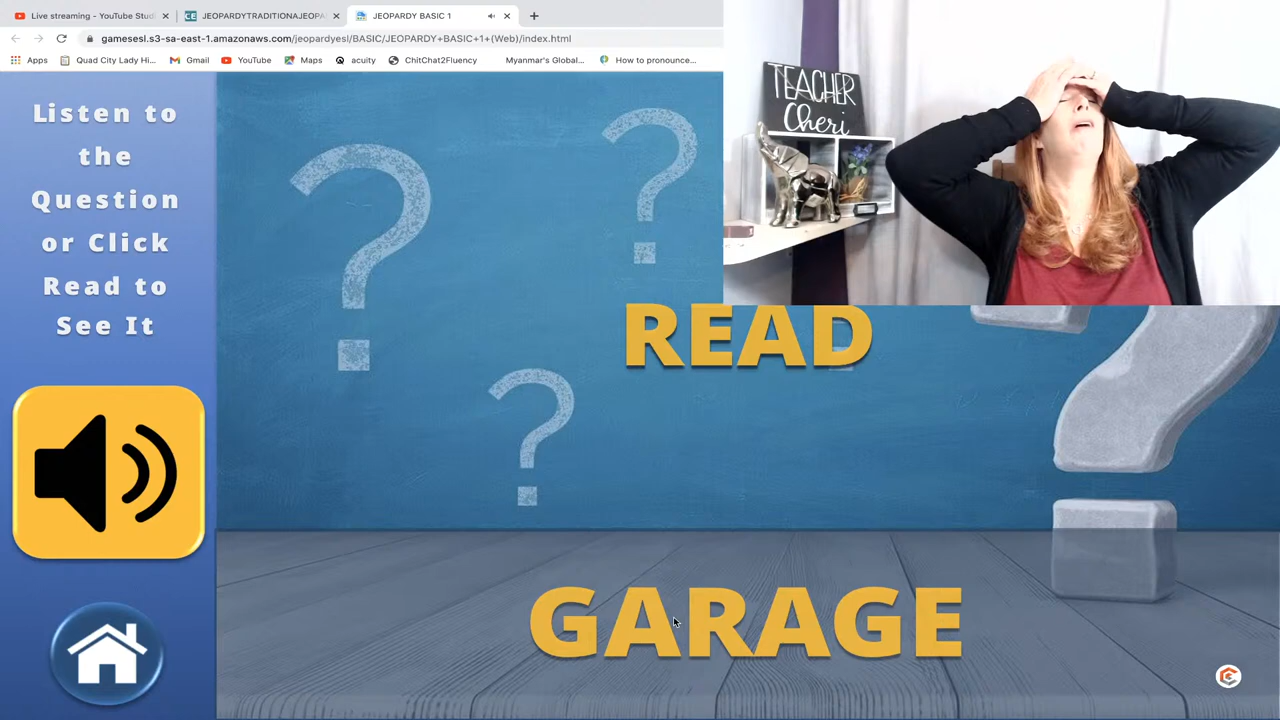 Live streaming - YouTube Stud
JEOPARDYTRADITIONAJEOPA
JEOPARDY BASIC 1
gamesesl.s3-sa-east-1.amazonaws.com/jeopardyesl/BASIC/JEOPARDY+BASIC+1+(Web)/index.html
Apps
Quad City Lady Hi...
Gmail
YouTube
Maps
acuity
ChitChat2Fluency
Myanmar's Global...
How to pronounce...
Listen to
the
Question
or Click
Read to
See It
TEACHER
Cheri
READ
GARAGE